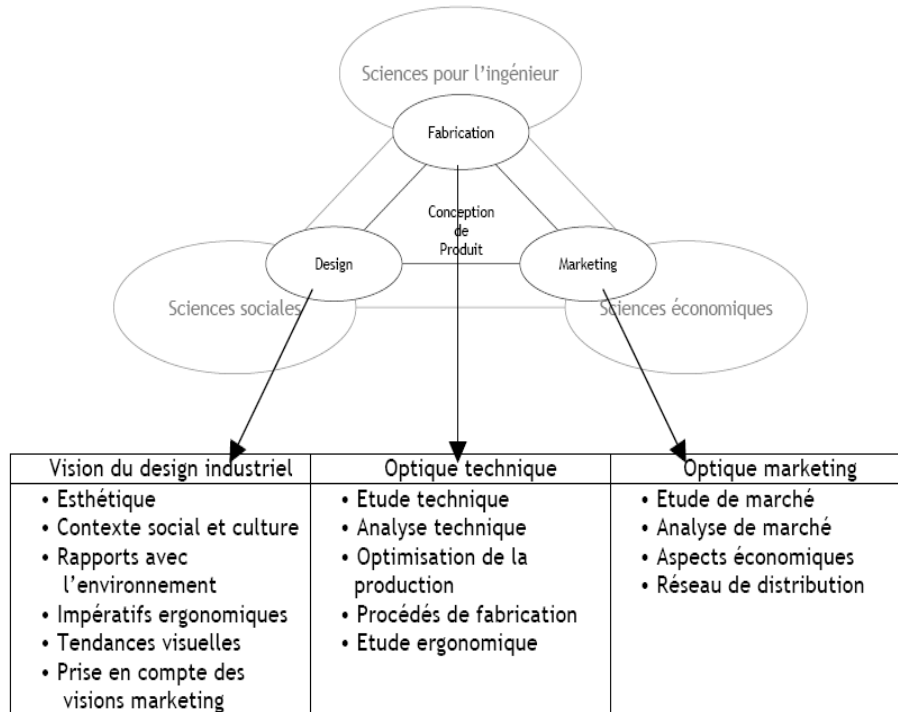 Sciences pour l'ingénieur
Fabrication
Conception
de
Produit
Design
Marketing
Sciences sociales
Sciences économiques
Vision du design industriel
• Esthétique
• Contexte social et culture
• Rapports avec
l'environnement
• Impératifs ergonomiques
• Tendances visuelles
• Prise en compte des
visions marketing
Optique technique
• Etude technique
• Analyse technique
• Optimisation de la
production
• Procédés de fabrication
• Etude ergonomique
Optique marketing
• Etude de marché
• Analyse de marché
• Aspects économiques
• Réseau de distribution